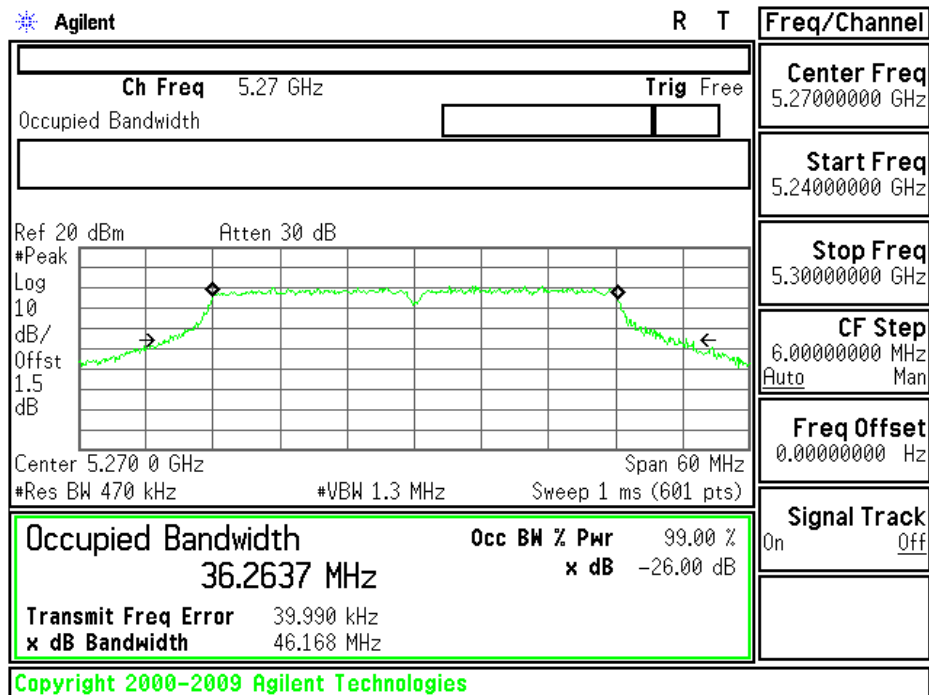 Agilent R T
Freq/Channel
Ch Freq 5.27 GHz Trig Free
Occupied Bandwidth
Center Freq
5.27000000 GHz
Start Freq
5.24000000 GHz
Stop Freq
5.30000000 GHz
CF Step
6.00000000 MHz
Auto Man
Freq Offset
0.00000000 Hz
Signal Track
On Off
Ref 20 dBm Atten 30 dB
#Peak
Log
10
dB/
Offst
1.5
dB
Center 5.270 0 GHz Span 60 MHz
#Res BW 470 kHz #VBW 1.3 MHz Sweep 1 ms (601 pts)
Occupied Bandwidth
36.2637 MHz
Occ BW % Pwr 99.00 %
x dB -26.00 dB
Transmit Freq Error 39.990 kHz
x dB Bandwidth 46.168 MHz
Copyright 2000-2009 Agilent Technologies